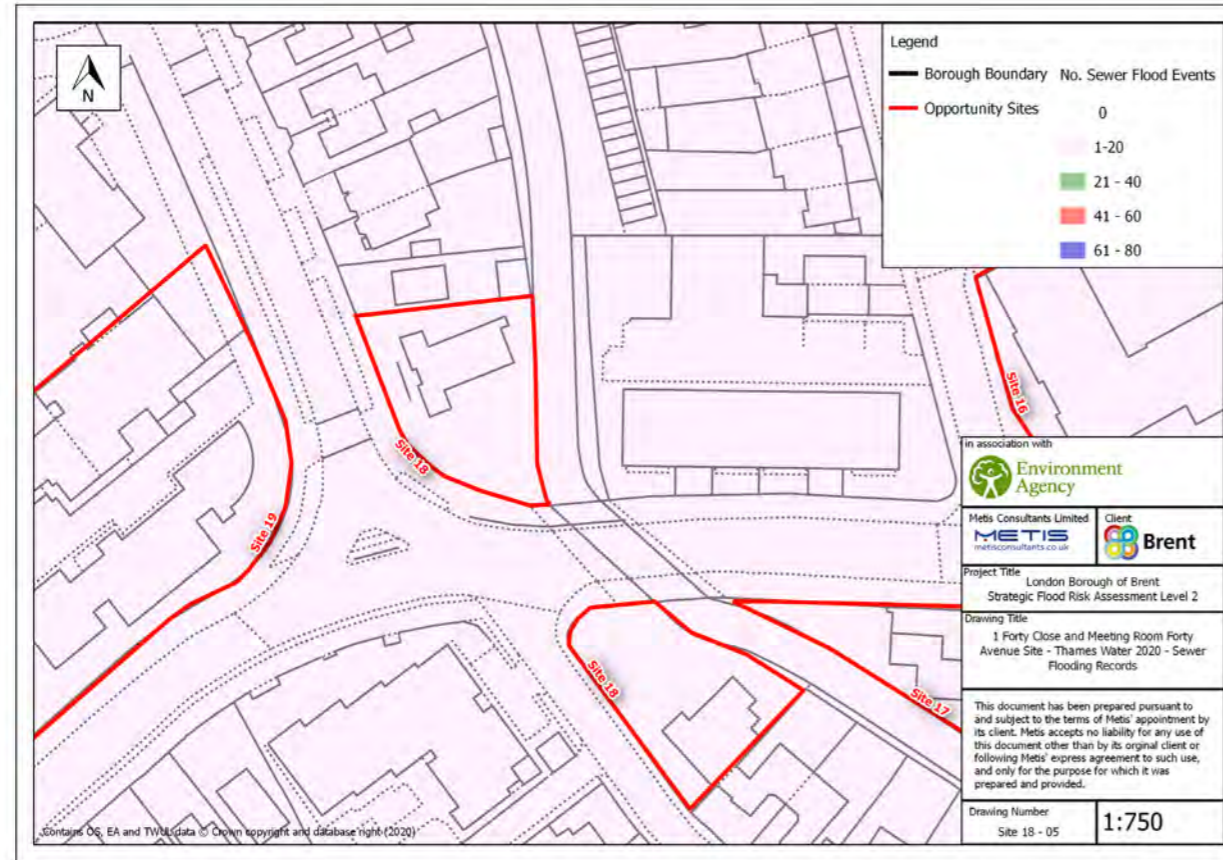 N
Legend
Borough Boundary No. Sewer Flood Events
Opportunity Sites
0
1-20
21 - 40
41 - 60
61 - 80
Site 16
Site 18
Site 19
Site 18
Site 17
in association with
Environment
Agency
Metis Consultants Limited
METIS
metisconsultants.co.uk
Client
Brent
Project Title
London Borough of Brent
Strategic Flood Risk Assessment Level 2
Drawing Title
1 Forty Close and Meeting Room Forty
Avenue Site - Thames Water 2020 - Sewer
Flooding Records
This document has been prepared pursuant to
and subject to the terms of Metis' appointment by
its client. Metis accepts no liability for any use of
this document other than by its orginal client or
following Metis' express agreement to such use,
and only for the purpose for which it was
prepared and provided.
Drawing Number
Site 18 - 05
1:750
Contains OS, EA and TWUL data © Crown copyright and database right (2020)